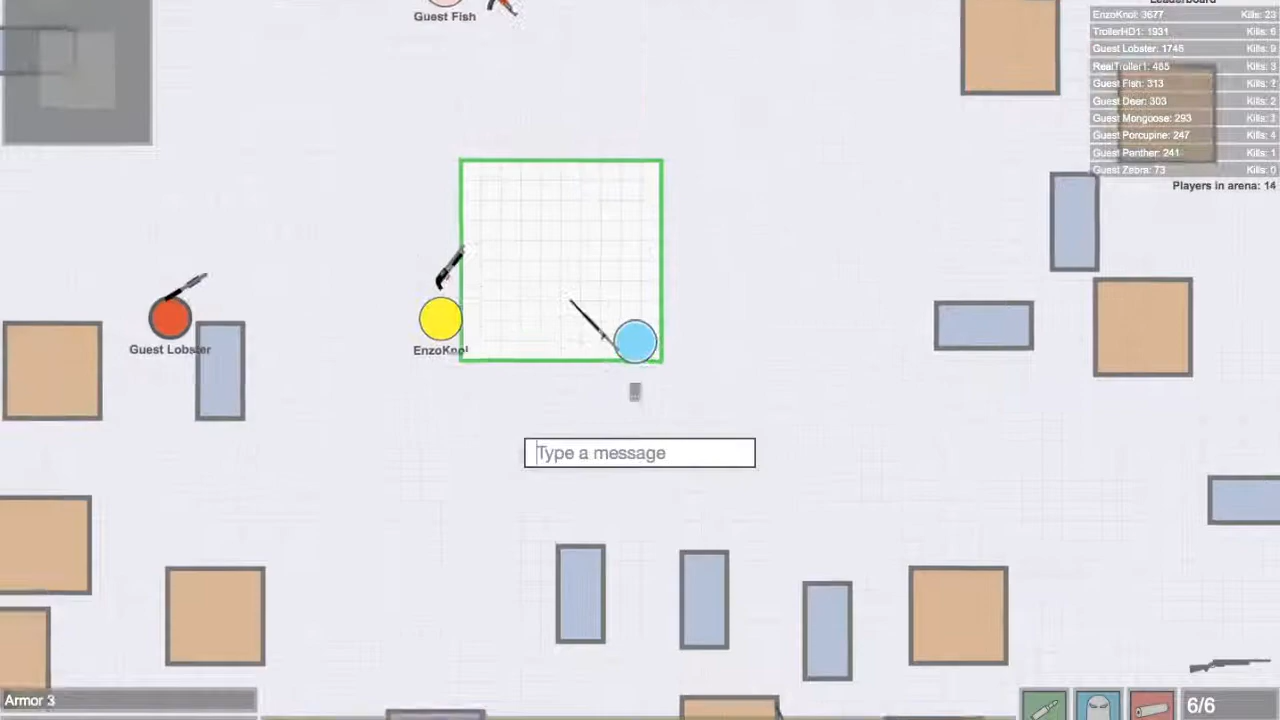 Guest Fish
Leaderboard
EnzoKnol: 3677 Kills: 23
TrollerHD1: 1931 Kills: 6
Guest Lobster: 1745 Kills: 9
RealTroller1: 485 Kills: 3
Guest Fish: 313 Kills:
Guest Deer: 303 Kills: 2
Guest Mongoose: 293 Kills:
Guest Porcupine: 247 Kills: 4
Guest Panther: 241 Kills: 1
Guest Zebra: 73 Kills: 0
Players in arena: 14
Guest Lobster
EnzoKnol
Type a message
Armor 3
6/6